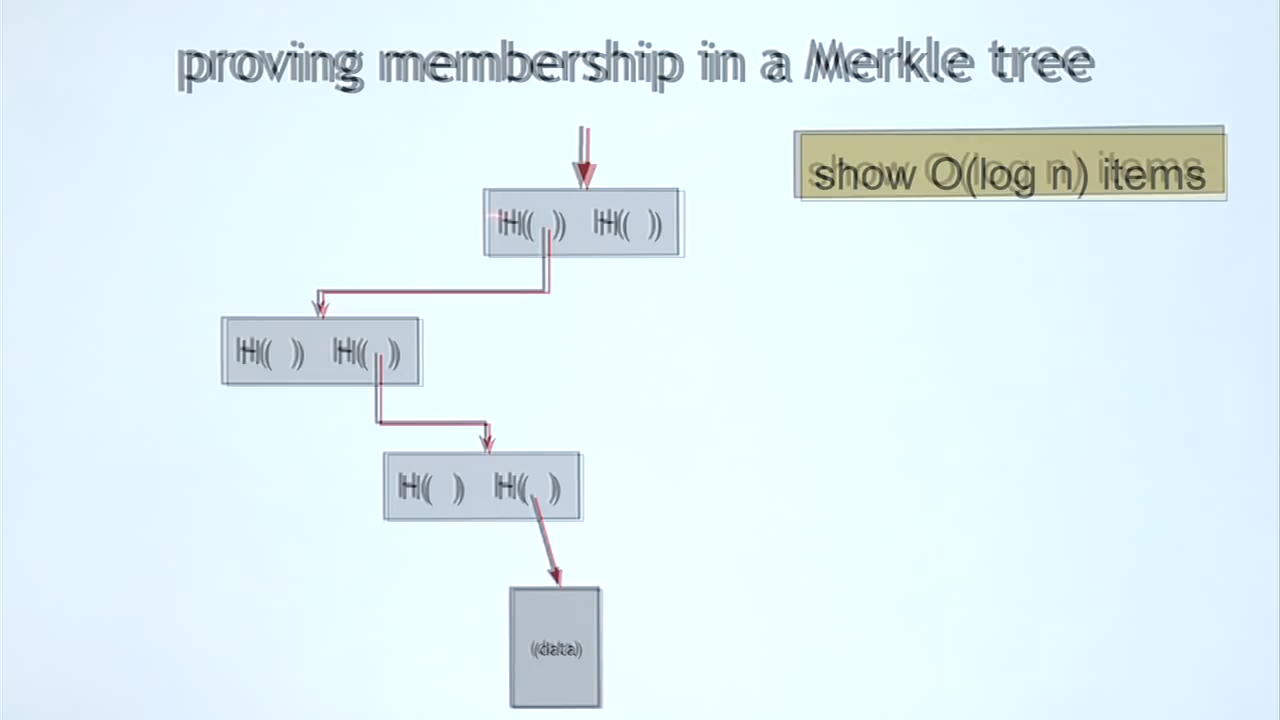 proving membership in a Merkle tree
show O(log n) items
H( ) H( )
H( ) H( )
H( ) H( )
(data)